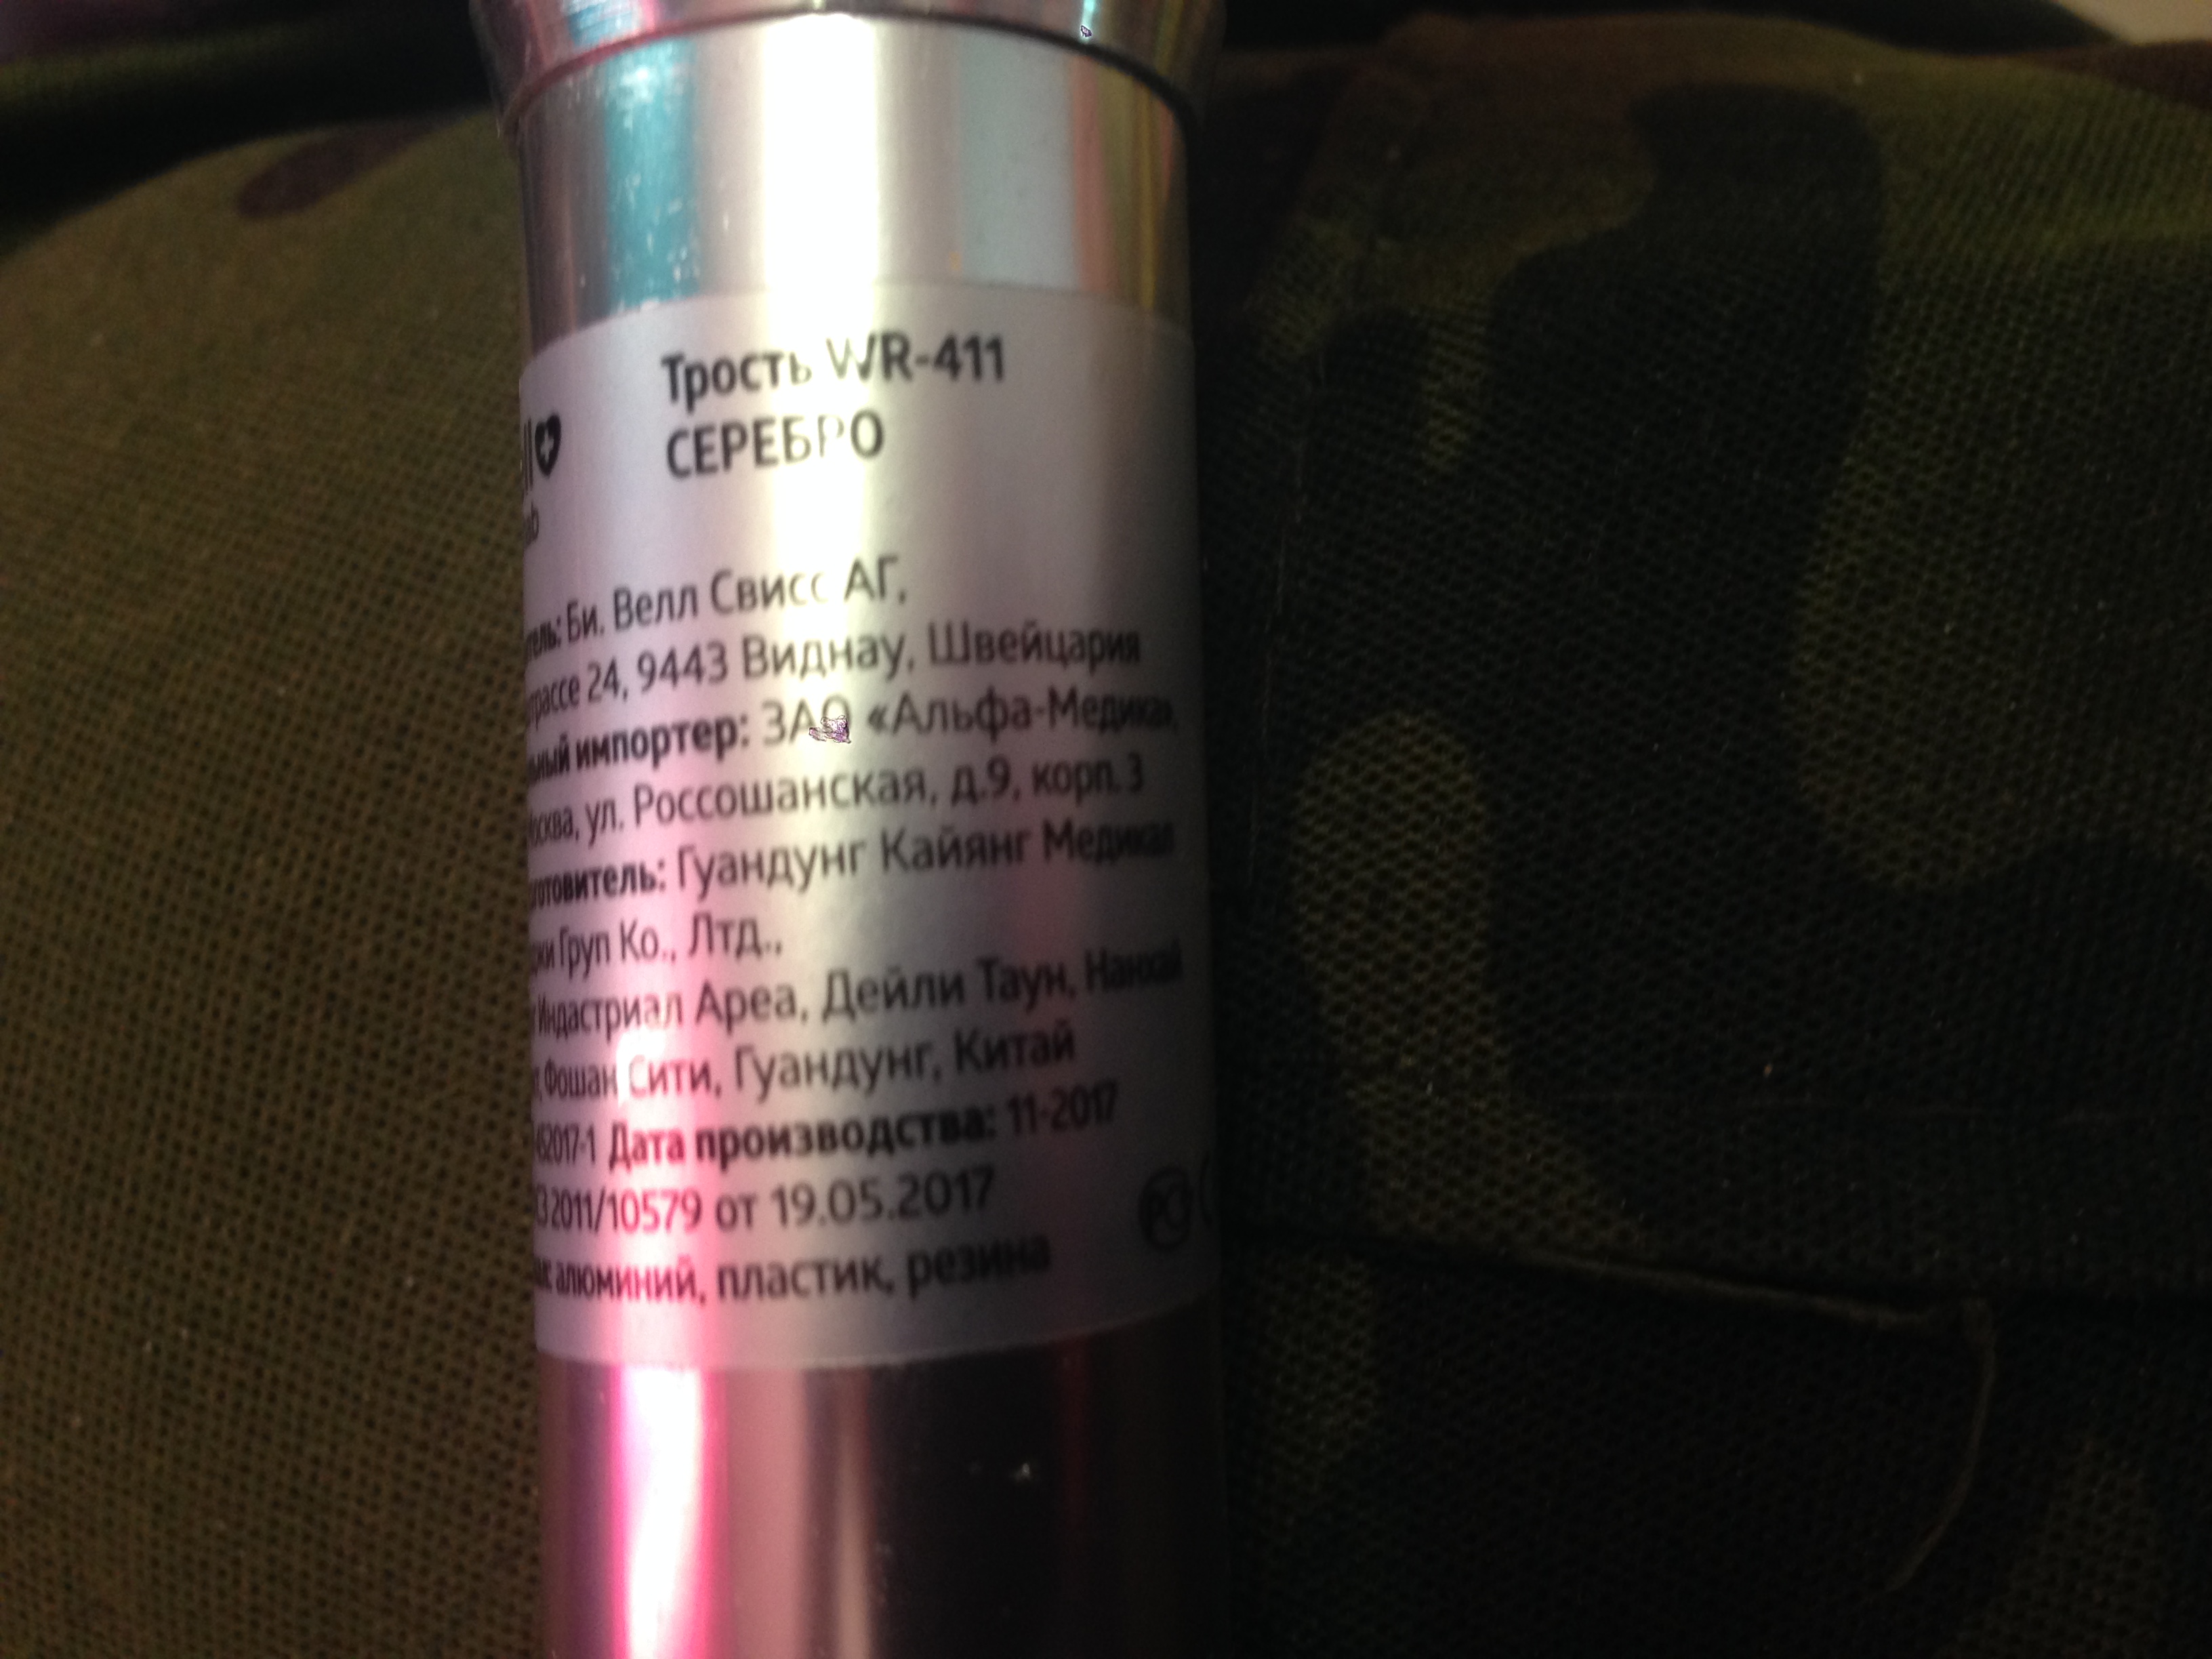 Трость WR-411
СЕРЕБРО
Би. Велл Свисс АГ,
24, 9443 Виднау, Швейцария
импортер: ЗАО «Альфа-Медика»,
ул. Россошанская, д.9, корп. 3
Гуандунг Кайянг Медикал
Груп Ко., Лтд.,
Индастриал Ареа, Дейли Таун, Нанхай
Фошан Сити, Гуандунг, Китай
Дата производства: 11-2017
2011/10579 от 19.05.2017
алюминий, пластик, резина